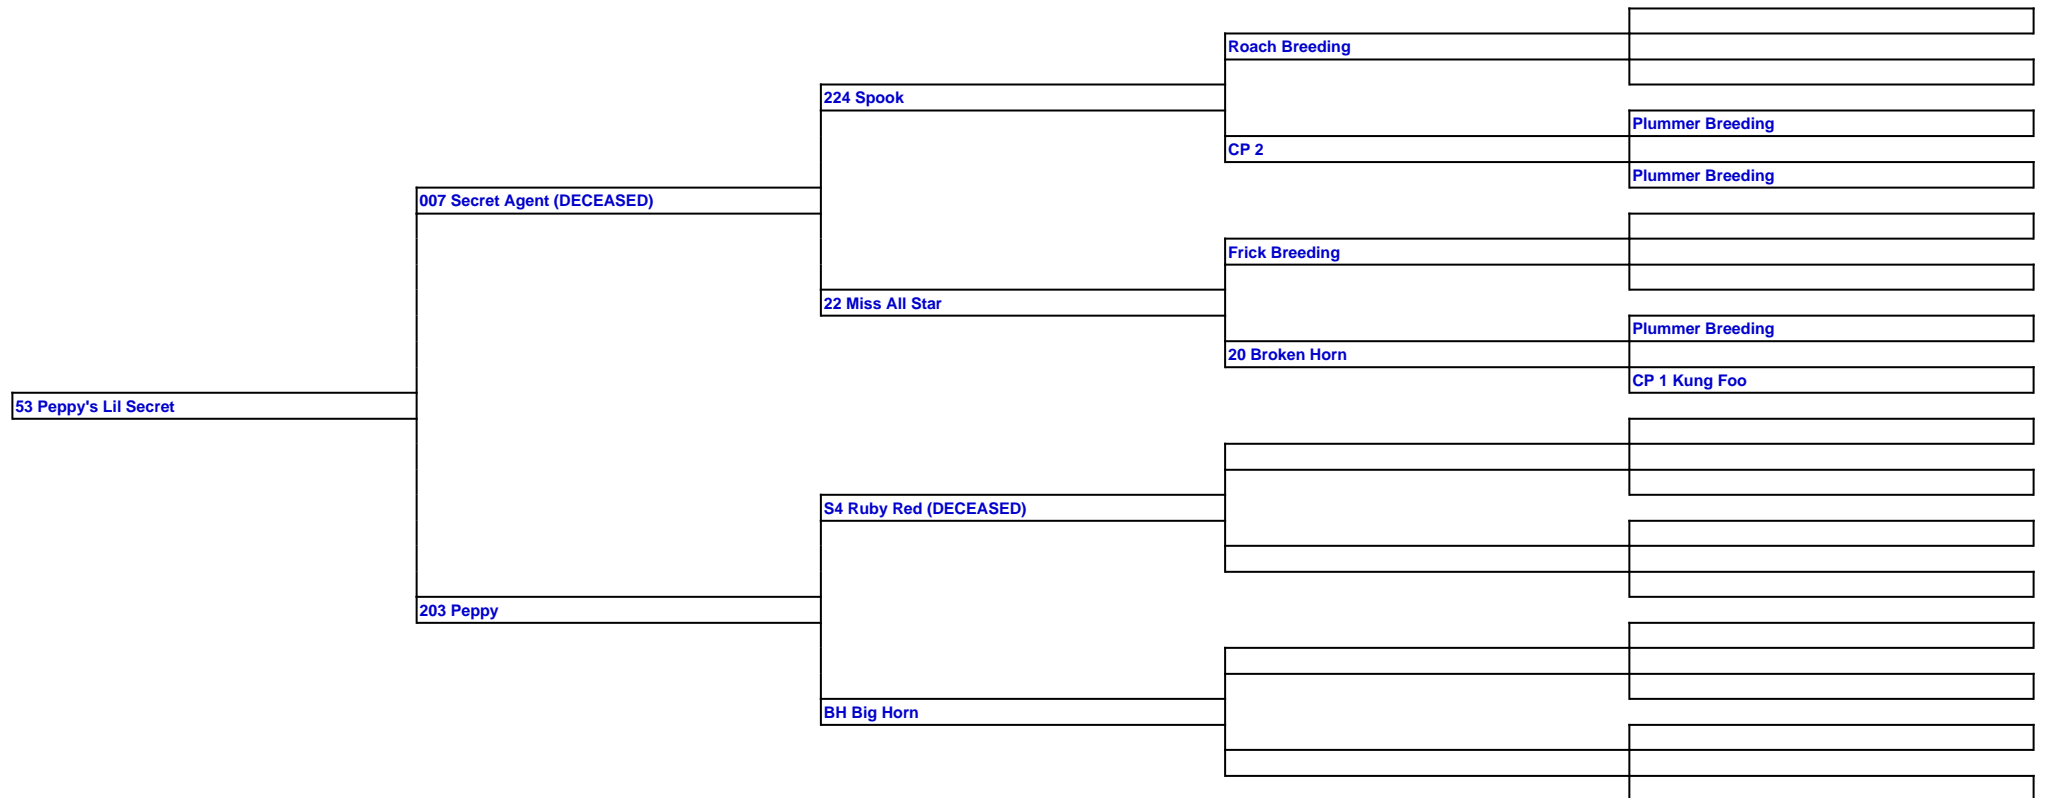 Roach Breeding
224 Spook
Plummer Breeding
CP 2
Plummer Breeding
007 Secret Agent (DECEASED)
Frick Breeding
22 Miss All Star
Plummer Breeding
20 Broken Horn
CP 1 Kung Foo
53 Peppy's Lil Secret
S4 Ruby Red (DECEASED)
203 Peppy
BH Big Horn